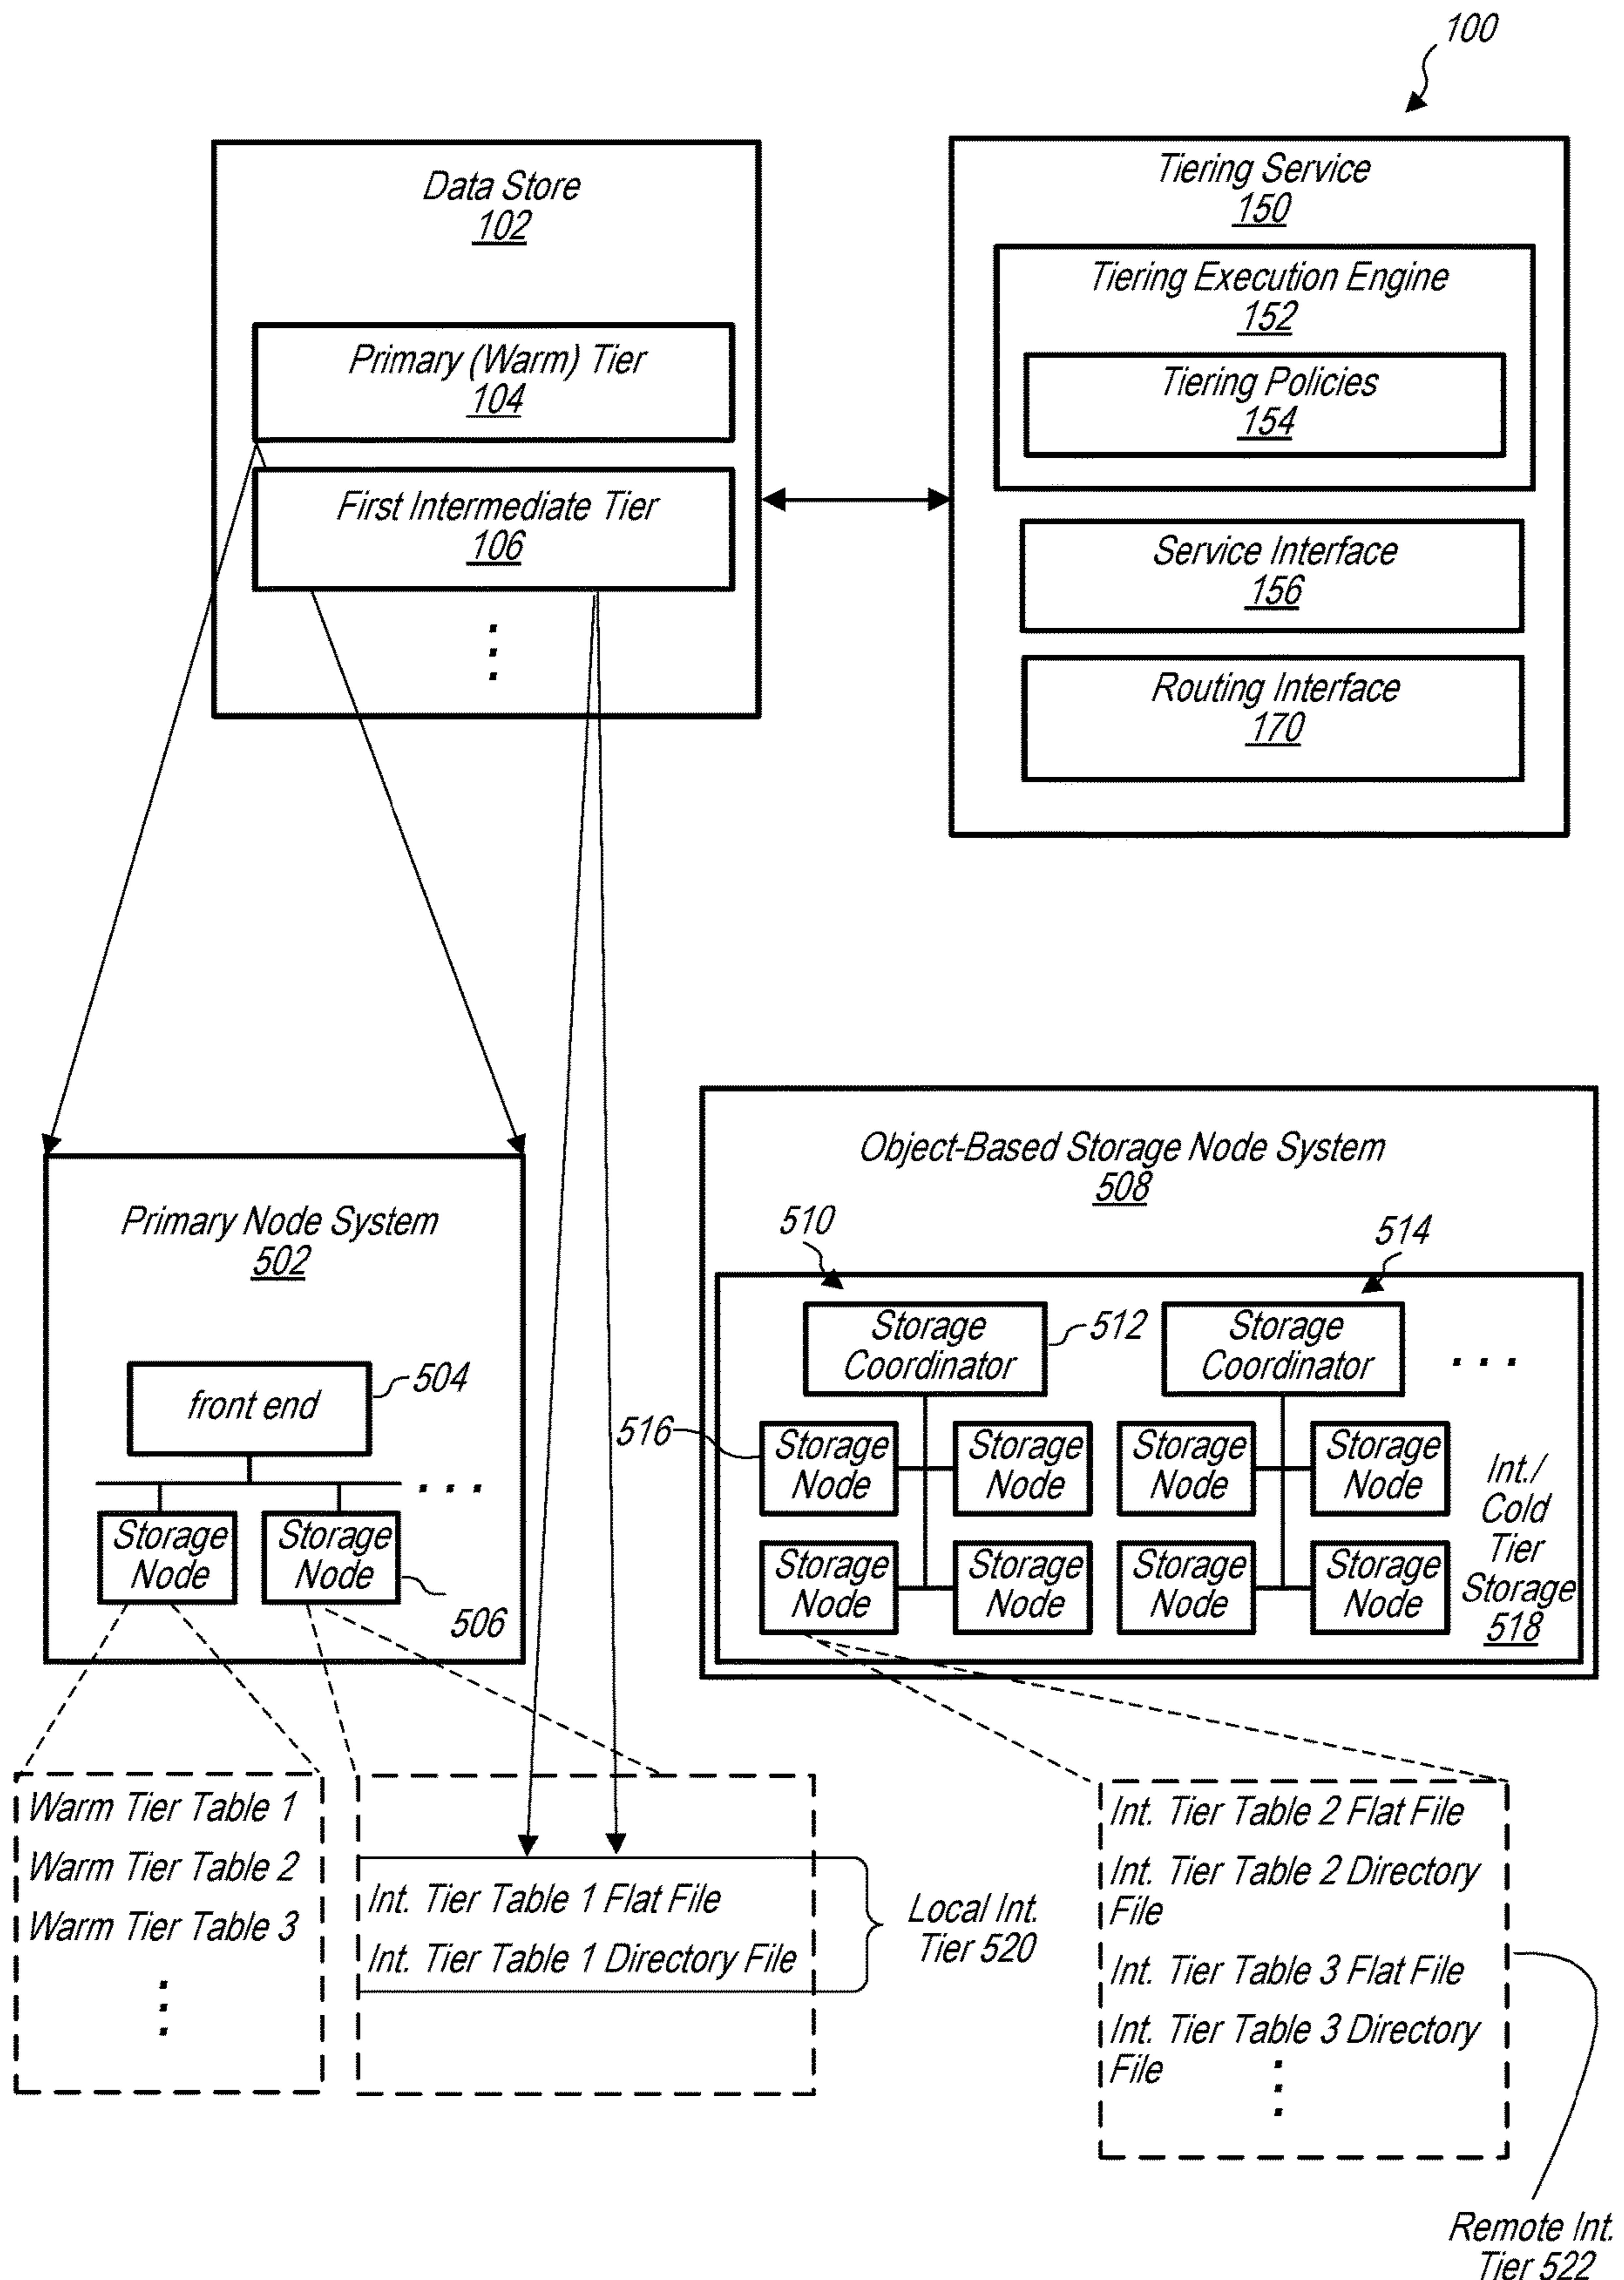 100
Data Store
102
Primary (Warm) Tier
104
First Intermediate Tier
106
Tiering Service
150
Tiering Execution Engine
152
Tiering Policies
154
Service Interface
156
Routing Interface
170
Primary Node System
502
front end
504
Storage
Node
Storage
Node
506
Object-Based Storage Node System
508
510
514
Storage
Coordinator
512
Storage
Coordinator
516
Storage
Node
Storage
Node
Storage
Node
Storage
Node
Storage
Node
Storage
Node
Storage
Node
Storage
Node
Int./
Cold
Tier
Storage
518
Warm Tier Table 1
Warm Tier Table 2
Warm Tier Table 3
Int. Tier Table 1 Flat File
Int. Tier Table 1 Directory File
Local Int.
Tier 520
Int. Tier Table 2 Flat File
Int. Tier Table 2 Directory
File
Int. Tier Table 3 Flat File
Int. Tier Table 3 Directory
File
Remote Int.
Tier 522